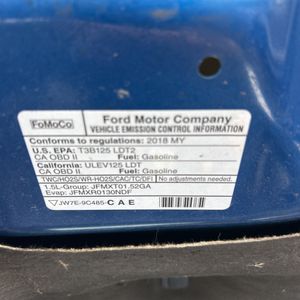 FoMoCo
Ford Motor Company
VEHICLE EMISSION CONTROL INFORMATION
Conforms to regulations: 2018 MY
U.S. EPA: T3B125 LDT2
CA OBD II Fuel: Gasoline
California: ULEV125 LDT
CA OBD II Fuel: Gasoline
TWC/HO2S/WR-HO2S/CAC/TC/DFI No adjustments needed.
1.5L-Group: JFMXT01.52GA
Evap: JFMXR0130NDF
JW7E-9C485-CAE